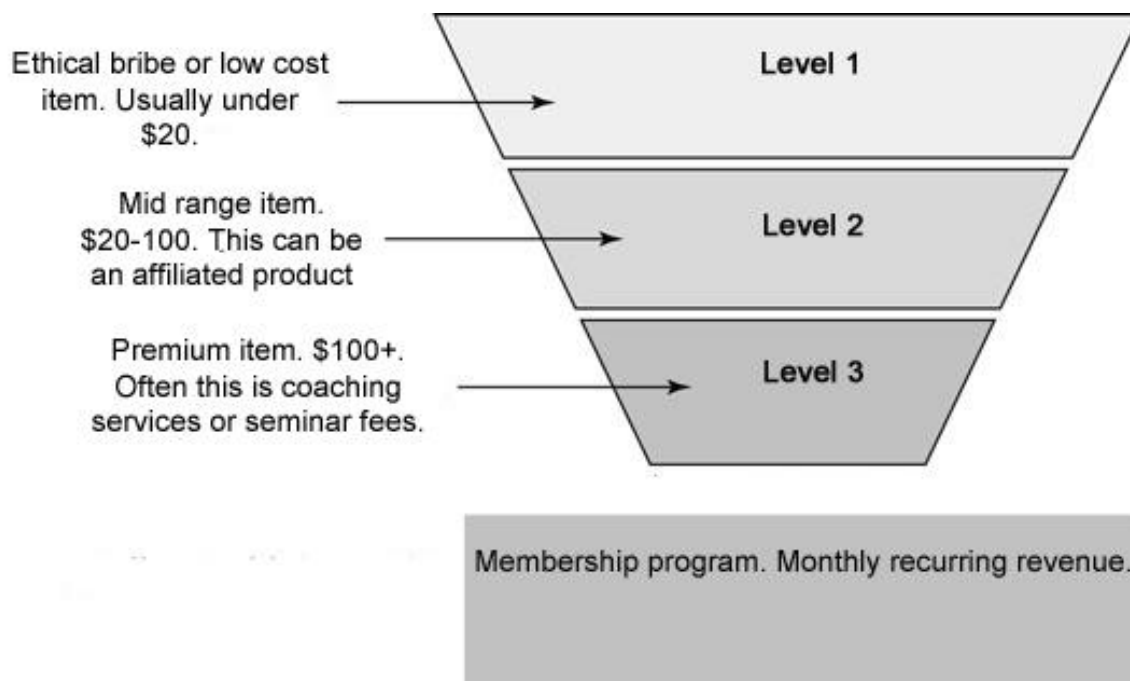 Ethical bribe or low cost
item. Usually under
$20.
Level 1
Mid range item.
$20-100. This can be
an affiliated product
Level 2
Premium item. $100+.
Often this is coaching
services or seminar fees.
Level 3
Membership program. Monthly recurring revenue.